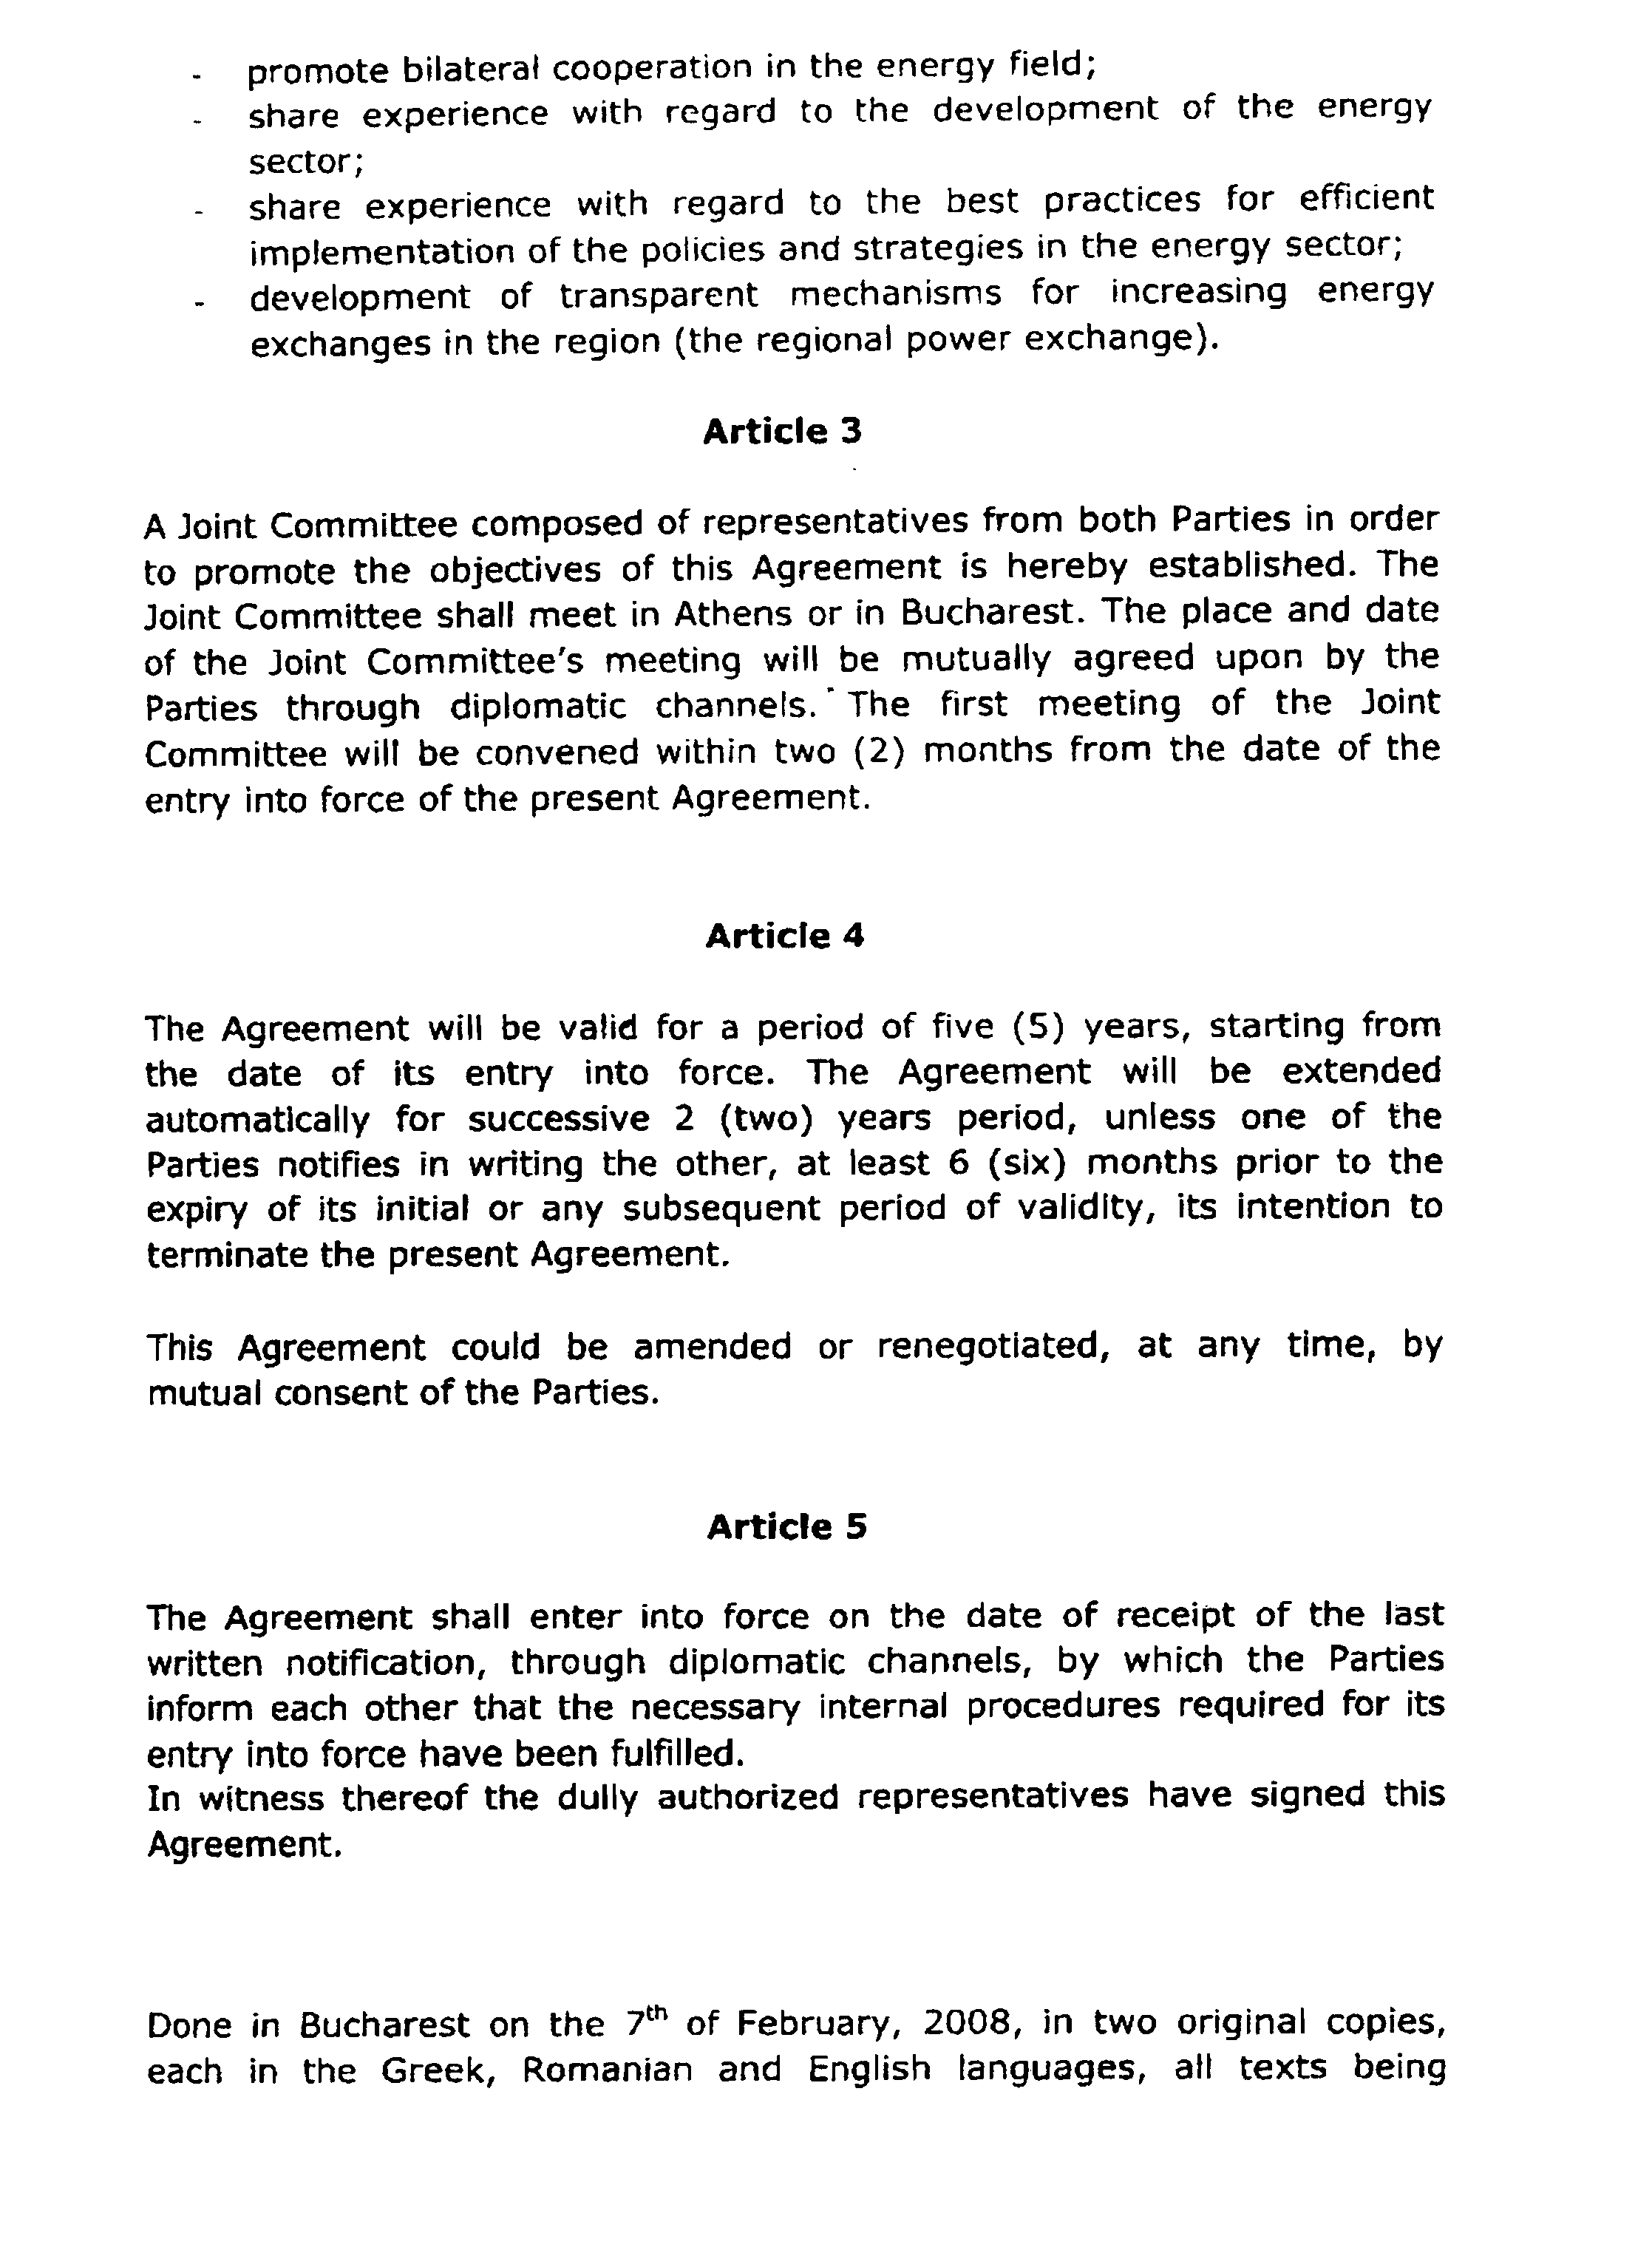 - promote bilateral cooperation in the energy field;
- share experience with regard to the development of the energy
sector;
- share experience with regard to the best practices for efficient
implementation of the policies and strategies in the energy sector;
- development of transparent mechanisms for increasing energy
exchanges in the region (the regional power exchange).
Article 3
A Joint Committee composed of representatives from both Parties in order
to promote the objectives of this Agreement is hereby established. The
Joint Committee shall meet in Athens or in Bucharest. The place and date
of the Joint Committee's meeting will be mutually agreed upon by the
Parties through diplomatic channels. The first meeting of the Joint
Committee will be convened within two (2) months from the date of the
entry into force of the present Agreement.
Article 4
The Agreement will be valid for a period of five (5) years, starting from
the date of its entry into force. The Agreement will be extended
automatically for successive 2 (two) years period, unless one of the
Parties notifies in writing the other, at least 6 (six) months prior to the
expiry of its initial or any subsequent period of validity, its intention to
terminate the present Agreement.
This Agreement could be amended or renegotiated, at any time, by
mutual consent of the Parties.
Article 5
The Agreement shall enter into force on the date of receipt of the last
written notification, through diplomatic channels, by which the Parties
inform each other that the necessary internal procedures required for its
entry into force have been fulfilled.
In witness thereof the dully authorized representatives have signed this
Agreement.
Done in Bucharest on the 7th of February, 2008, in two original copies,
each in the Greek, Romanian and English languages, all texts being